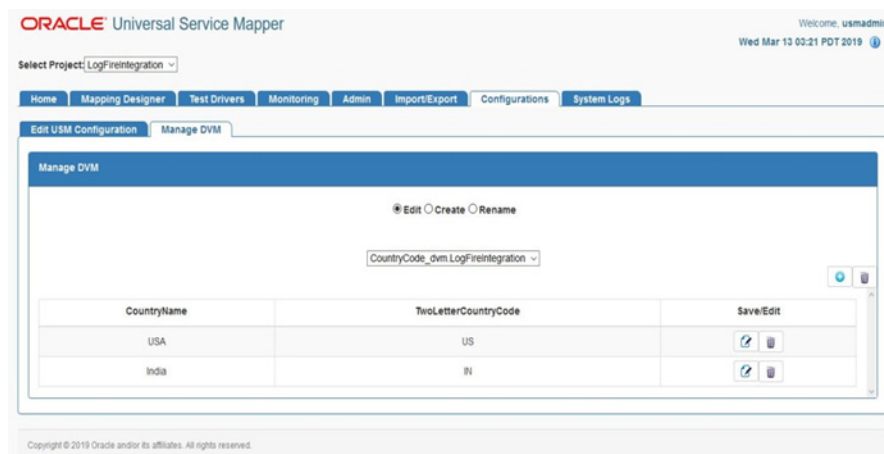 ORACLE® Universal Service Mapper
Welcome, usmadmin
Wed Mar 13 03:21 PDT 2019
Select Project: LogFireIntegration
Home Mapping Designer Test Drivers Monitoring Admin Import/Export Configurations System Logs
Edit USM Configuration Manage DVM
Manage DVM
Edit Create Rename
CountryCode_dvm.LogFireIntegration
CountryName TwoLetterCountryCode Save/Edit
USA US
India IN
Copyright © 2019 Oracle and/or its affiliates. All rights reserved.